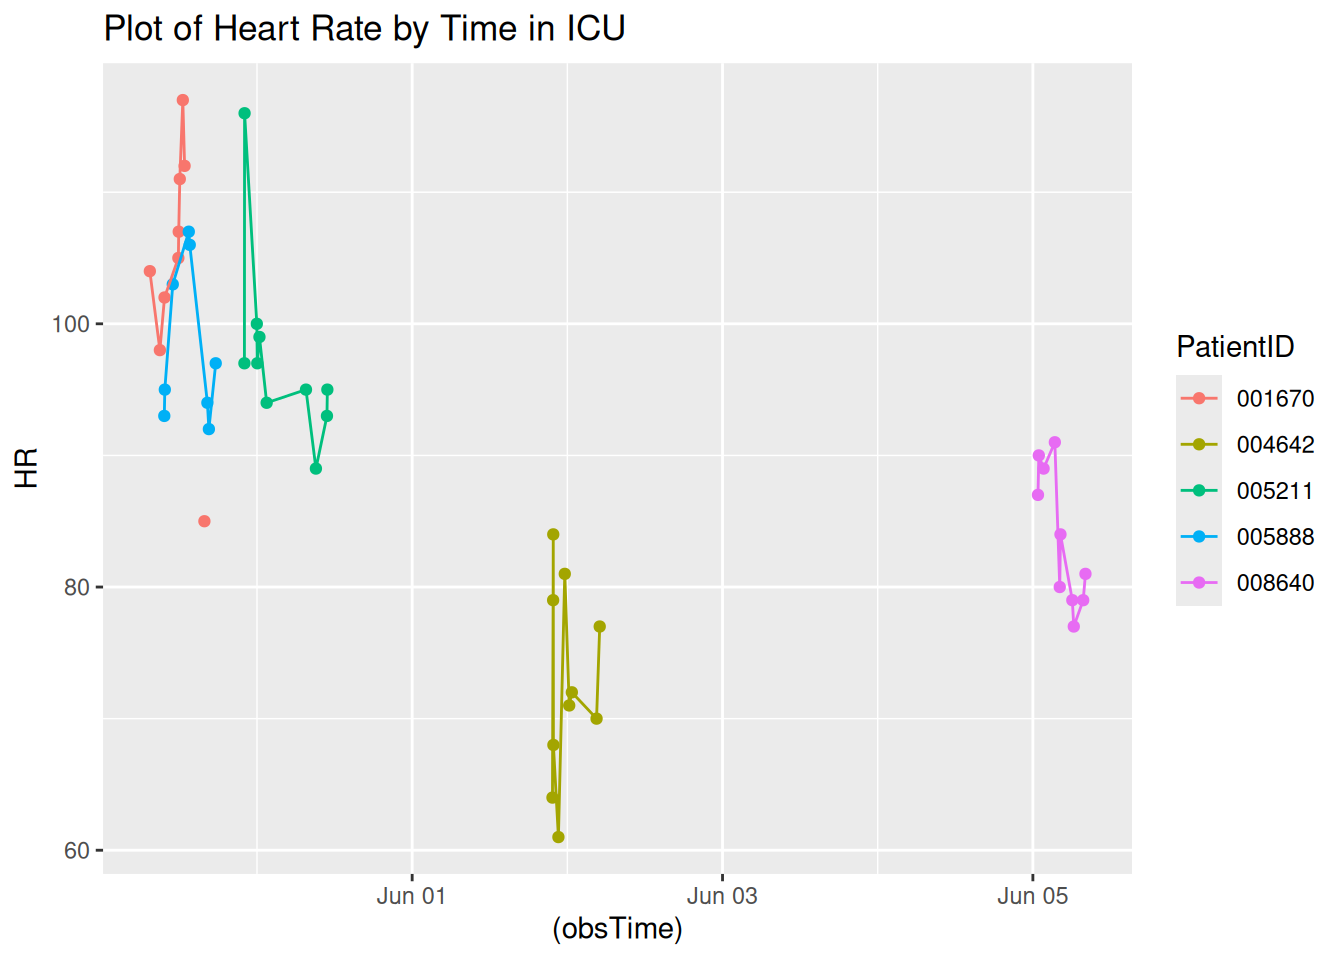 Plot of Heart Rate by Time in ICU
HR
100
80
60
Jun 01
Jun 03
Jun 05
(obsTime)
PatientID
001670
004642
005211
005888
008640